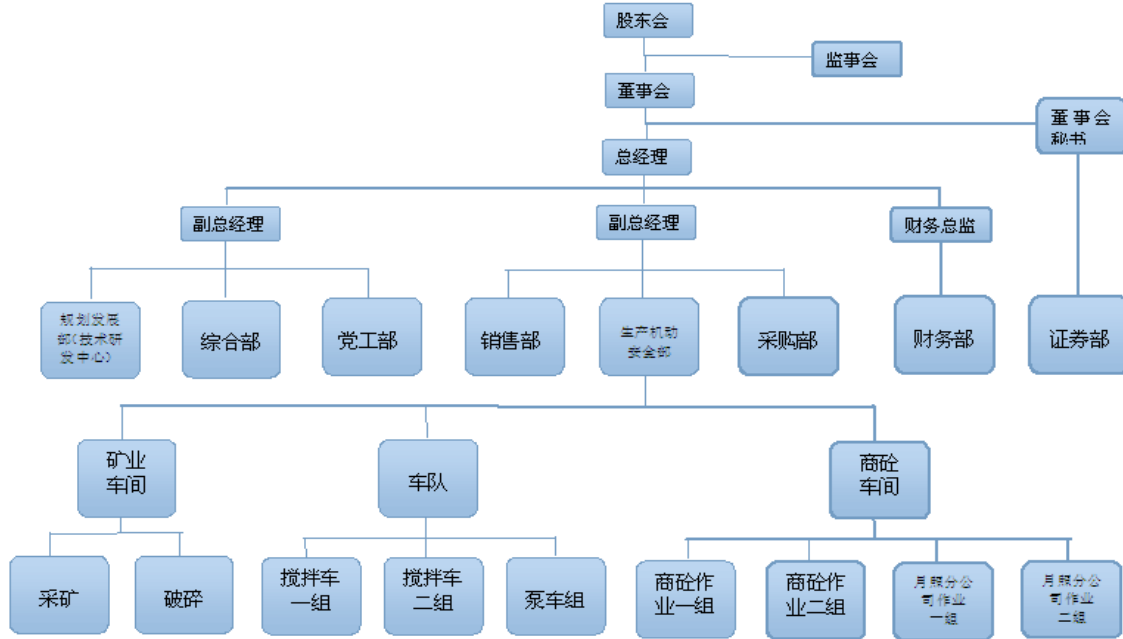 股东会
监事会
董事会
董事会
秘书
总经理
副总经理
副总经理
财务总监
规划发展
部(技术研
发中心)
综合部
党工部
销售部
生产机动
安全部
采购部
财务部
证券部
矿业
车间
车队
商砼
车间
采矿
破碎
搅拌车
一组
搅拌车
二组
泵车组
商砼作
业一组
商砼作
业二组
月照分公
司作业
一组
月照分公
司作业
二组